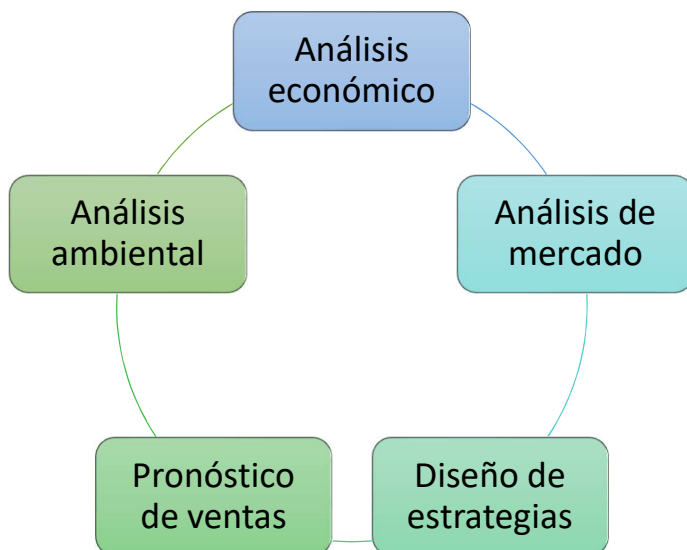 Análisis
económico
Análisis de
mercado
Diseño de
estrategias
Pronóstico
de ventas
Análisis
ambiental